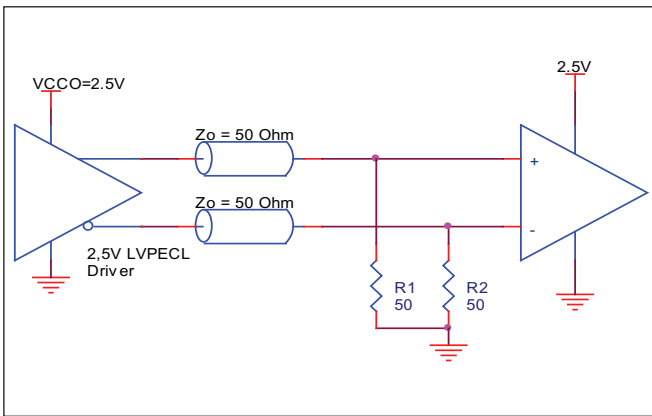 VCCO=2.5V
2.5V
Zo = 50 Ohm
+
Zo = 50 Ohm
-
2,5V LVPECL
Driver
R1
50
R2
50